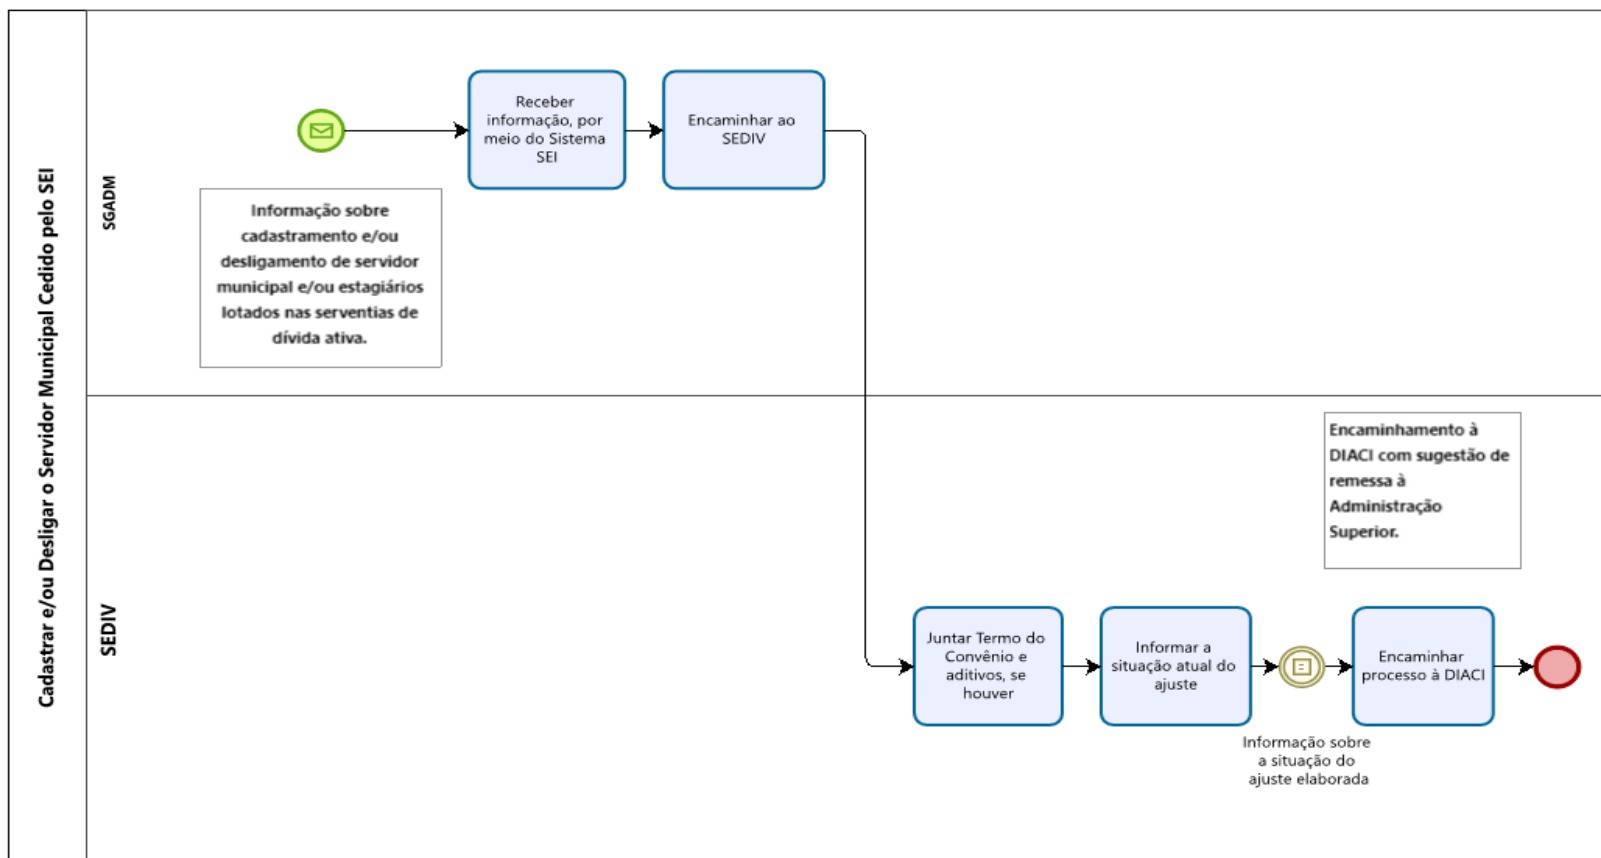 Cadastrar e/ou Desligar o Servidor Municipal Cedido pelo SEI
SGADM
Receber
informação, por
meio do Sistema
SEI
Encaminhar ao
SEDIV
Informação sobre
cadastramento e/ou
desligamento de servidor
municipal e/ou estagiários
lotados nas serventias de
dívida ativa.
SEDIV
Encaminhamento à
DIACI com sugestão de
remessa à
Administração
Superior.
Juntar Termo do
Convênio e
aditivos, se
houver
Informar a
situação atual do
ajuste
Informação sobre
a situação do
ajuste elaborada
Encaminhar
processo à DIACI